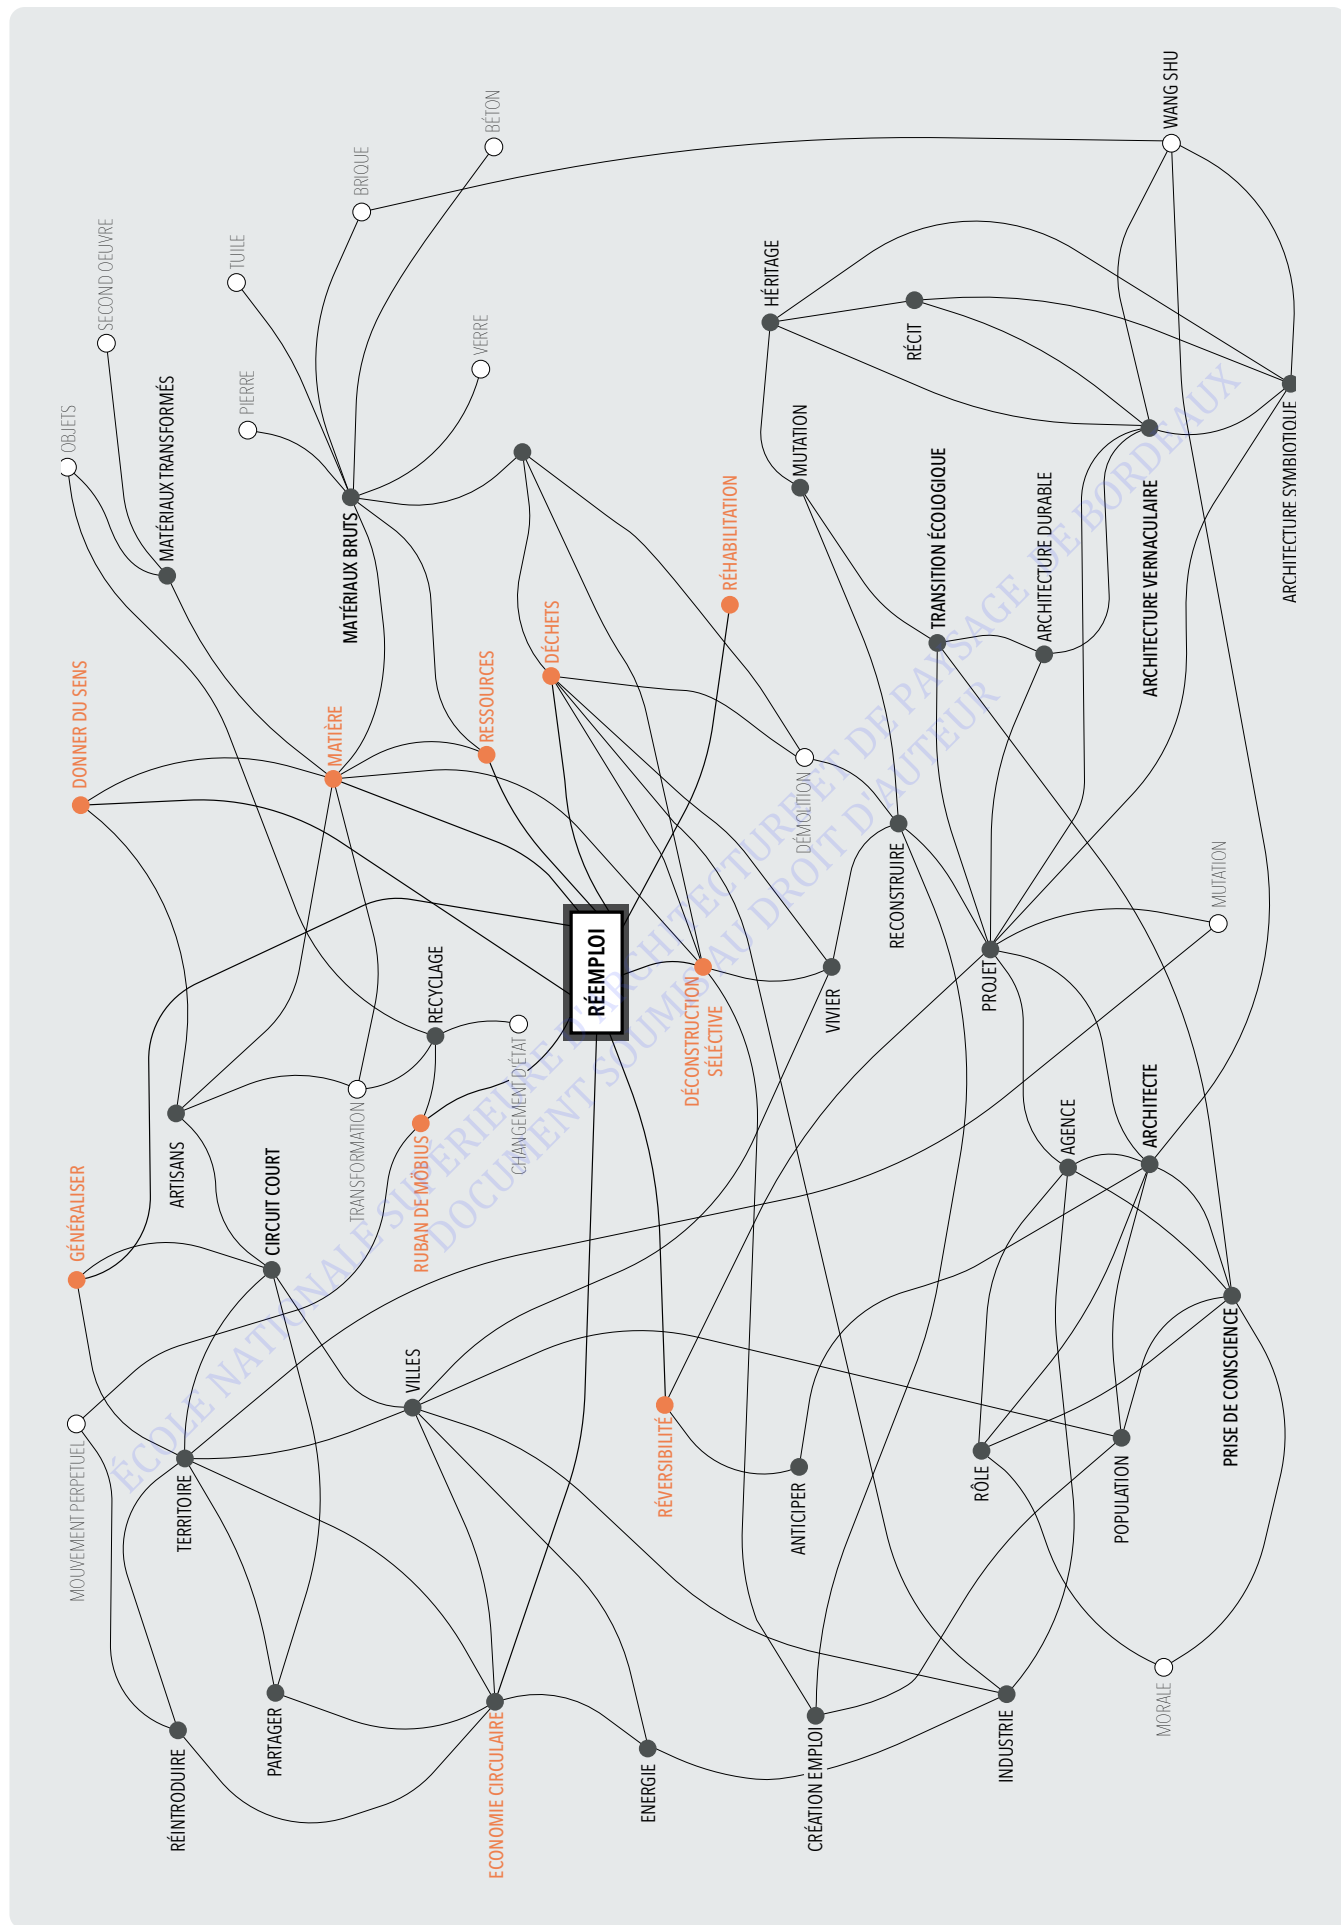 WANG SHU
BÉTON
BRIQUE
SECOND OEUVRE
TUILE
HÉRITAGE
VERRE
RÉCIT
PIERRE
OBJETS
MATÉRIAUX TRANSFORMÉS
MUTATION
ARCHITECTURE SYMBIOTIQUE
TRANSITION ÉCOLOGIQUE
ARCHITECTURE DURABLE
ARCHITECTURE VERNACULAIRE
MATÉRIAUX BRUTS
RÉHABILITATION
DÉCHETS
RESSOURCES
DONNER DU SENS
MATIÈRE
DÉMOLITION
RECONSTRUIRE
MUTATION
RÉEMPLOI
RECYCLAGE
DÉCONSTRUCTION
SÉLÉCTIVE
VIVIER
PROJET
CHANGEMENT D'ÉTAT
TRANSFORMATION
ARTISANS
AGENCE
ARCHITECTE
GÉNÉRALISER
CIRCUIT COURT
RUBAN DE MÖBIUS
VILLES
PRISE DE CONSCIENCE
MOUVEMENT PERPETUEL
TERRITOIRE
RÉVERSIBILITÉ
ANTICIPER
RÔLE
POPULATION
RÉINTRODUIRE
PARTAGER
ECONOMIE CIRCULAIRE
ENERGIE
CRÉATION EMPLOI
INDUSTRIE
MORALE
ÉCOLE NATIONALE SUPERIEURE D'ARCHITECTURE ET DE PAYSAGE DE BORDEAUX
DOCUMENT SOUMIS AU DROIT D'AUTEUR